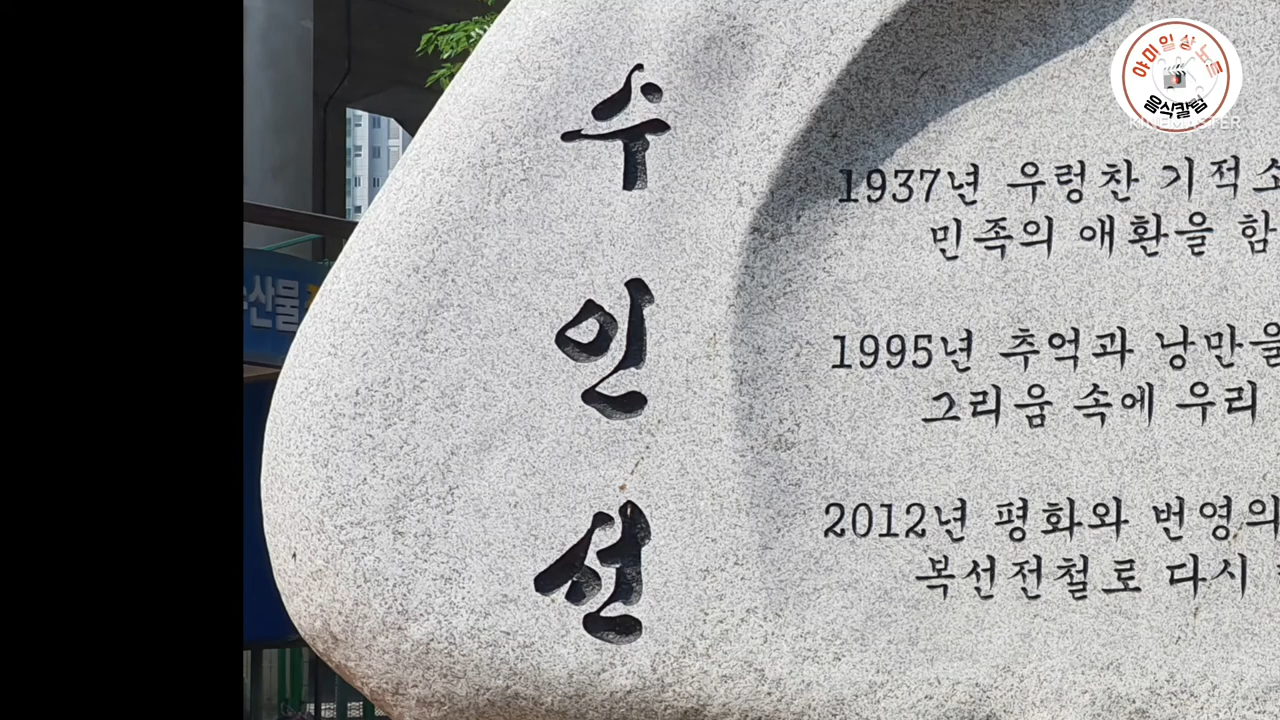 수
인
선
1937년 우렁찬 기적
민족의 애환을 함
1995년 추억과 낭만을
그리움 속에 우리
2012년 평화와 번영의
복선전철로 다시
산물
야미일상노트
음식칼럼
KINEMASTER